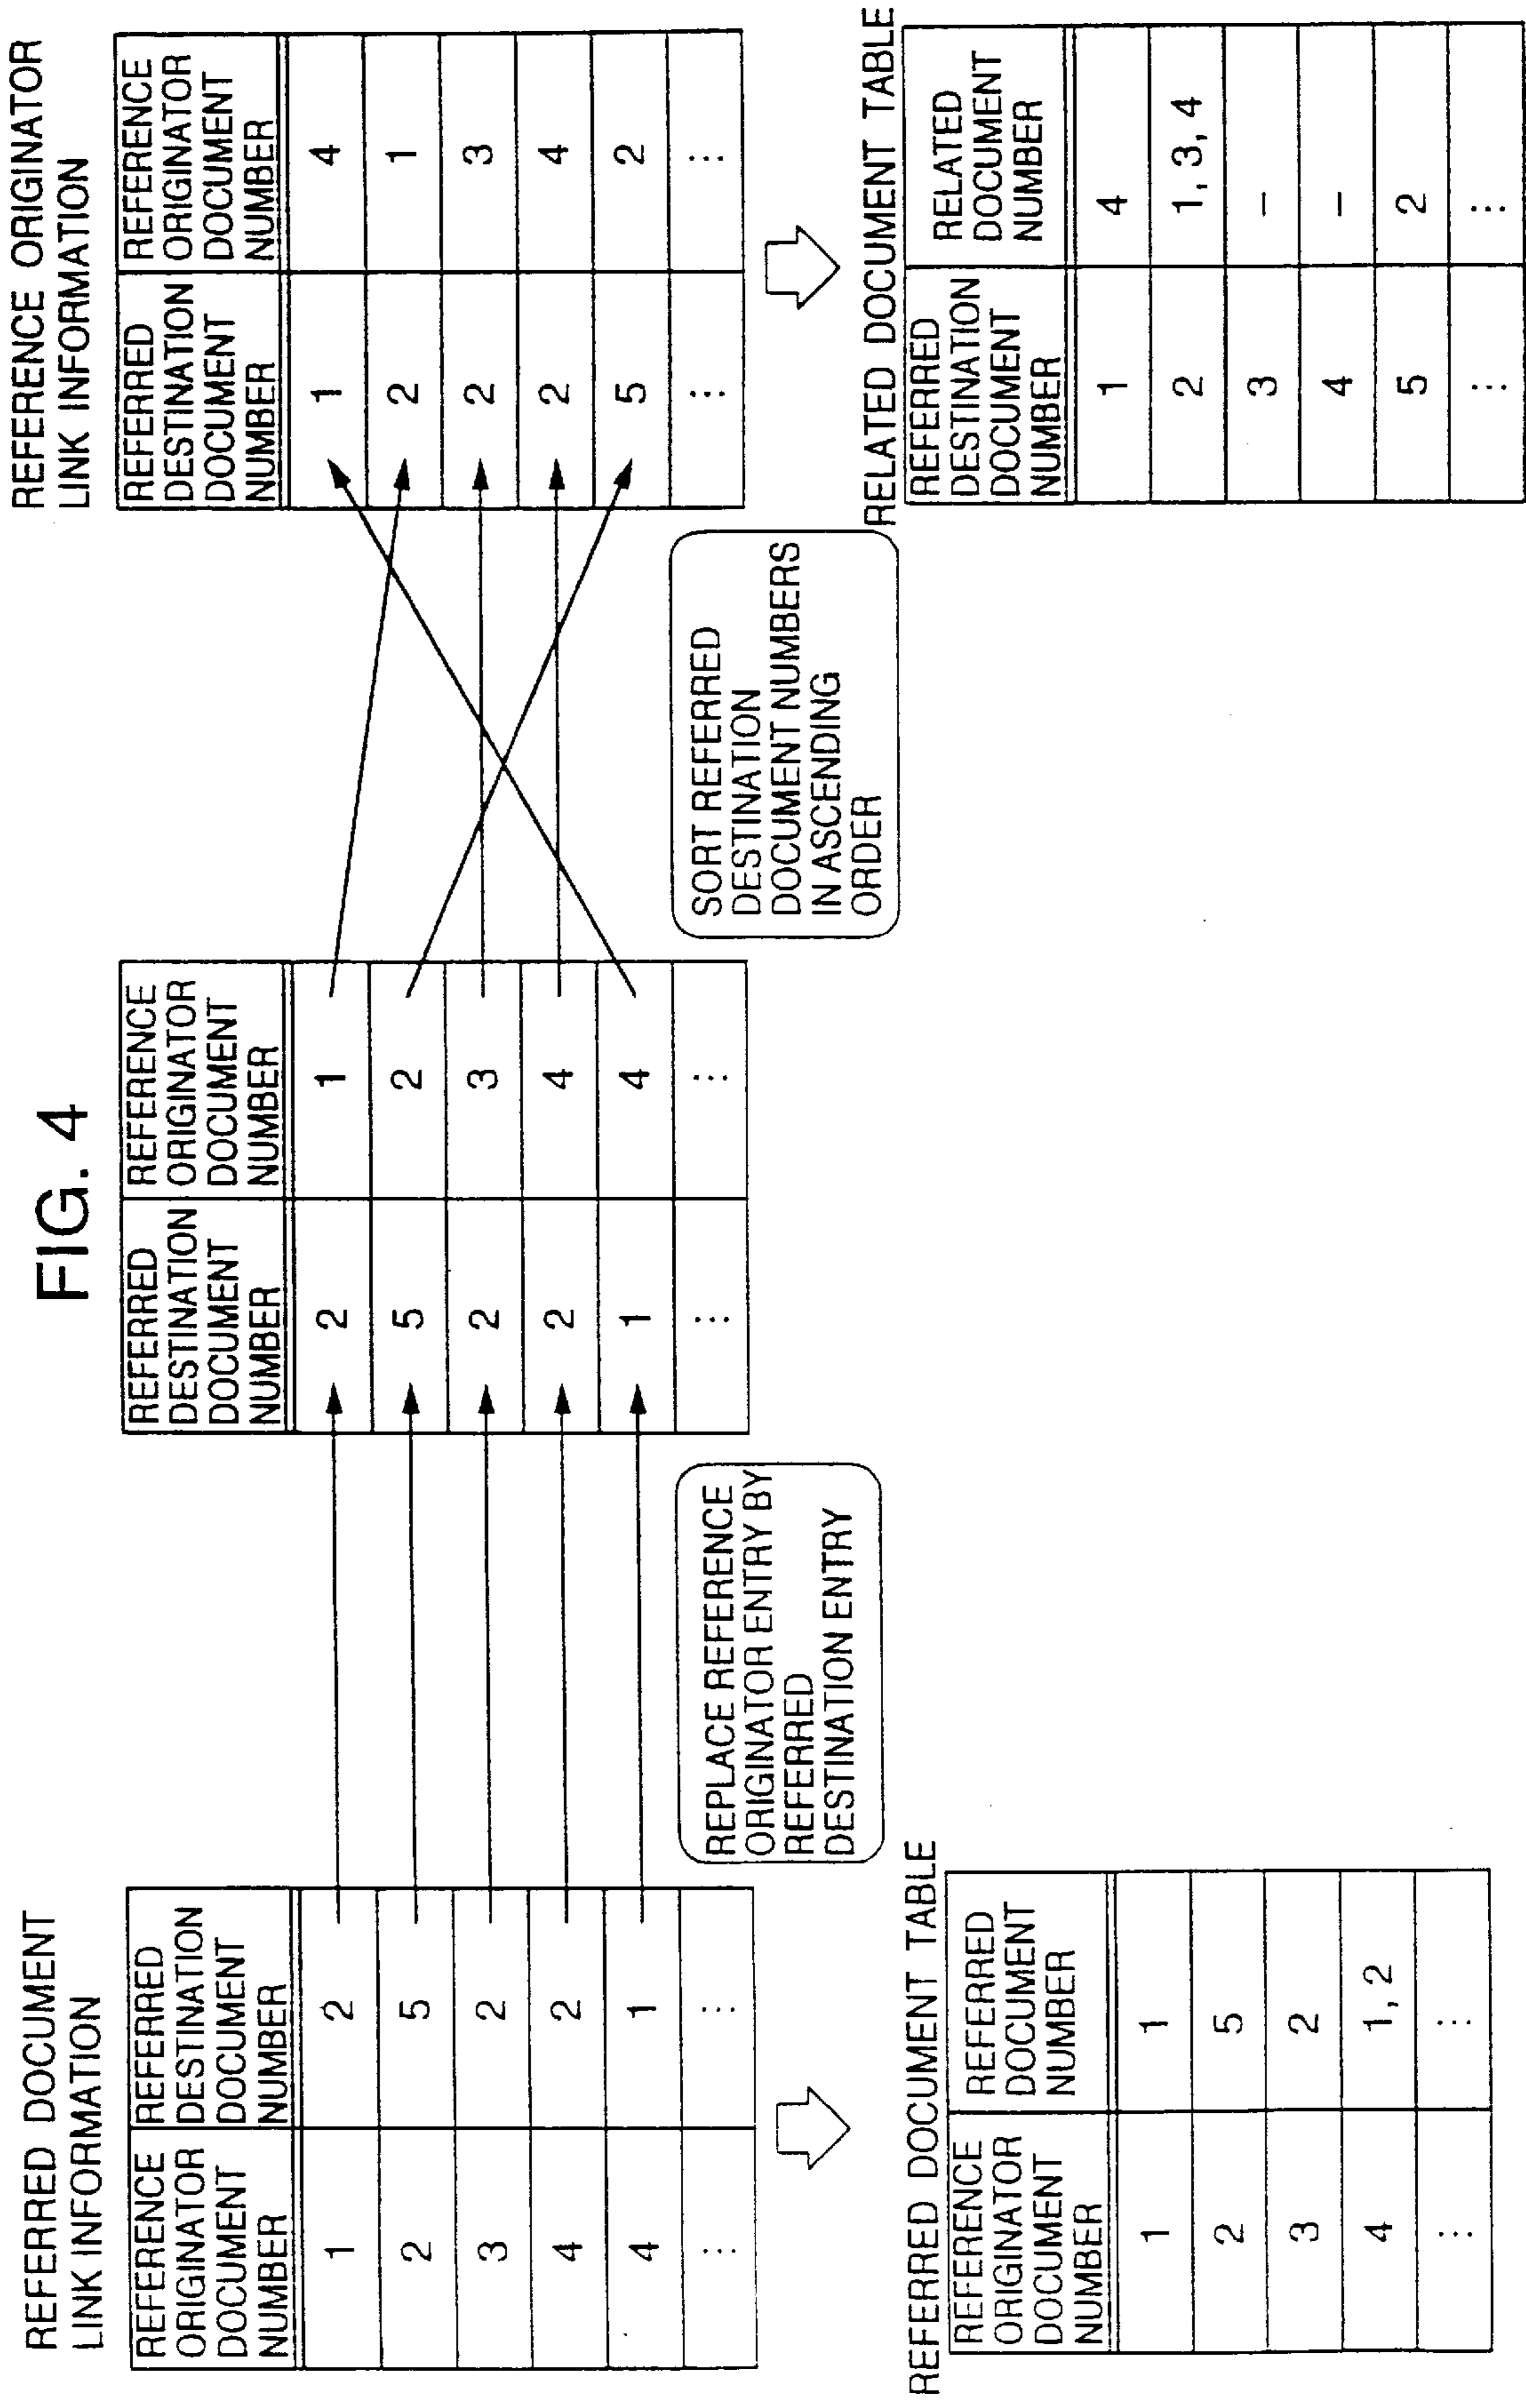 FIG. 4
REFERRED DOCUMENT
LINK INFORMATION
REFERENCE REFERRED
ORIGINATOR DESTINATION
DOCUMENT DOCUMENT
NUMBER NUMBER
1 2
2 5
3 2
4 2
4 1
⋮ ⋮
REPLACE REFERENCE
ORIGINATOR ENTRY BY
REFERRED
DESTINATION ENTRY
REFERRED REFERENCE
DESTINATION ORIGINATOR
DOCUMENT DOCUMENT
NUMBER NUMBER
2 1
5 2
2 3
2 4
1 4
⋮ ⋮
SORT REFERRED
DESTINATION
DOCUMENT NUMBERS
IN ASCENDING
ORDER
REFERENCE ORIGINATOR
LINK INFORMATION
REFERRED REFERENCE
DESTINATION ORIGINATOR
DOCUMENT DOCUMENT
NUMBER NUMBER
1 4
2 1
2 3
2 4
5 2
⋮ ⋮
REFERRED DOCUMENT TABLE
REFERENCE REFERRED
ORIGINATOR DOCUMENT
DOCUMENT NUMBER
NUMBER
1 1
2 5
3 2
4 1, 2
⋮ ⋮
RELATED DOCUMENT TABLE
REFERRED RELATED
DESTINATION DOCUMENT
DOCUMENT NUMBER
NUMBER
1 4
2 1, 3, 4
3 –
4 –
5 2
⋮ ⋮